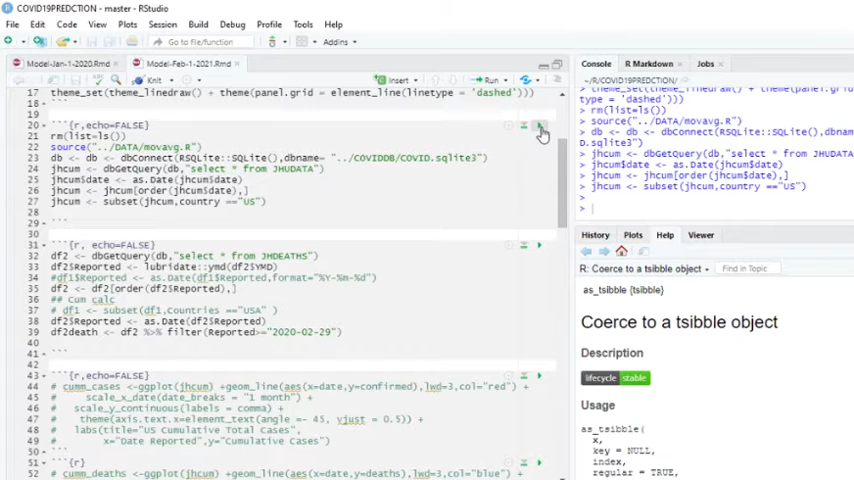 COVID19PREDCTION - master - RStudio
File Edit Code View Plots Session Build Debug Profile Tools Help
Go to file/function Addins
Model-Jan-1-2020.Rmd Model-Feb-1-2021.Rmd
Knit Insert Run
17 theme_set(theme_linedraw() + theme(panel.grid = element_line(linetype = 'dashed')))
18 ```
19
20 ```{r,echo=FALSE}
21 rm(list=ls())
22 source("../DATA/movavg.R")
23 db <- db <- dbConnect(RSQLite::SQLite(),dbname= "../COVIDDB/COVID.sqlite3")
24 jhcum <- dbGetQuery(db,"select * from JHUDATA")
25 jhcum$date <- as.Date(jhcum$date)
26 jhcum <- jhcum[order(jhcum$date),]
27 jhcum <- subset(jhcum,country =="US")
28
29 ```
30
31 ```{r, echo=FALSE}
32 df2 <- dbGetQuery(db,"select * from JHDEATHS")
33 df2$Reported <- lubridate::ymd(df2$YMD)
34 #df1$Reported <- as.Date(df1$Reported,format="%Y-%m-%d")
35 df2 <- df2[order(df2$Reported),]
36 ## Cum calc
37 # df1 <- subset(df1,Countries =="USA" )
38 df2$Reported <- as.Date(df2$Reported)
39 df2death <- df2 %>% filter(Reported>="2020-02-29")
40
41 ```
42
43 ```{r,echo=FALSE}
44 # cumm_cases <-ggplot(jhcum) +geom_line(aes(x=date,y=confirmed),lwd=3,col="red") +
45 # scale_x_date(date_breaks = "1 month") +
46 # scale_y_continuous(labels = comma) +
47 # theme(axis.text.x=element_text(angle =- 45, vjust = 0.5)) +
48 # labs(title="US Cumulative Total Cases",
49 # x="Date Reported",y="Cumulative Cases")
50 ```
51 ```{r}
52 # cumm_deaths <-ggplot(jhcum) +geom_line(aes(x=date,y=deaths),lwd=3,col="blue") +
Console R Markdown Jobs
~/R/COVID19PREDCTION/
> theme_set(theme_linedraw() + theme(panel.grid = element_line(linet
ype = 'dashed')))
> rm(list=ls())
> source("../DATA/movavg.R")
> db <- db <- dbConnect(RSQLite::SQLite(),dbname= "../COVIDDB/COVI
D.sqlite3")
> jhcum <- dbGetQuery(db,"select * from JHUDATA")
> jhcum$date <- as.Date(jhcum$date)
> jhcum <- jhcum[order(jhcum$date),]
> jhcum <- subset(jhcum,country =="US")
>
>
History Plots Help Viewer
R: Coerce to a tsibble object Find in Topic
as_tsibble {tsibble}
Coerce to a tsibble object
Description
lifecycle stable
Usage
as_tsibble(
x,
key = NULL,
index,
regular = TRUE,